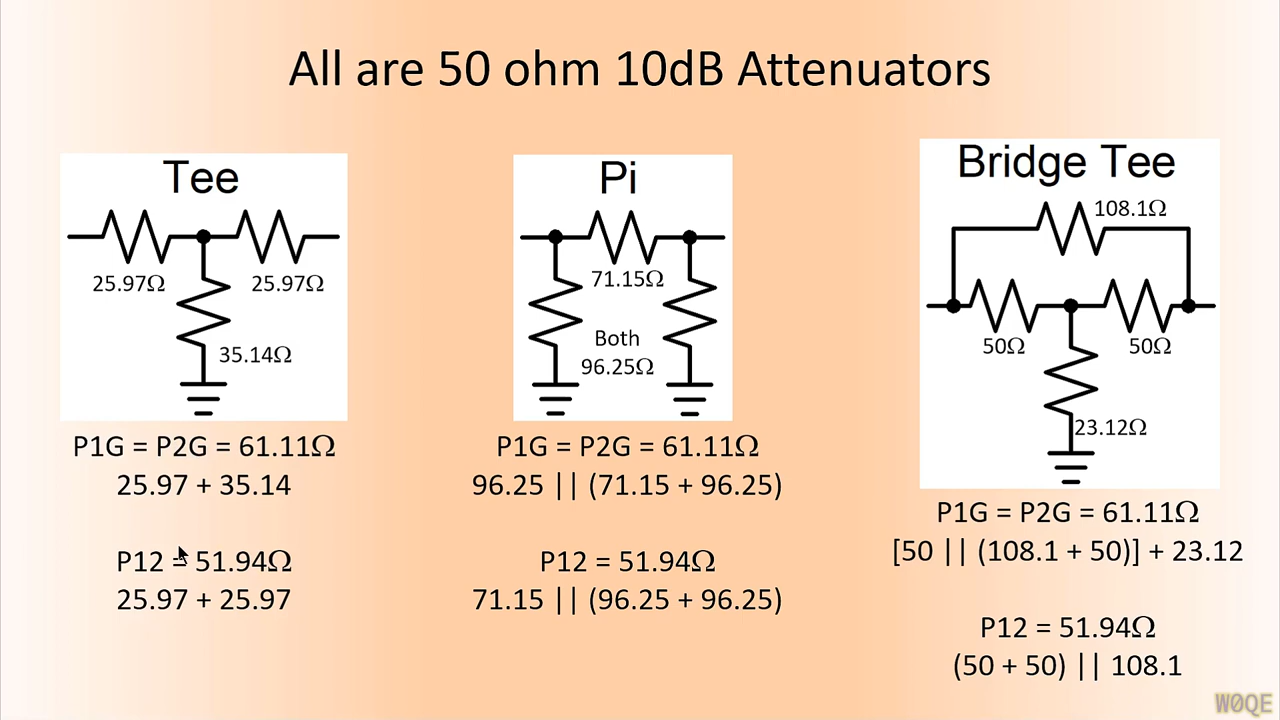 All are 50 ohm 10dB Attenuators
Tee
25.97Ω
25.97Ω
35.14Ω
P1G = P2G = 61.11Ω
25.97 + 35.14
P12 = 51.94Ω
25.97 + 25.97
Pi
71.15Ω
Both
96.25Ω
P1G = P2G = 61.11Ω
96.25 || (71.15 + 96.25)
P12 = 51.94Ω
71.15 || (96.25 + 96.25)
Bridge Tee
108.1Ω
50Ω
50Ω
23.12Ω
P1G = P2G = 61.11Ω
[50 || (108.1 + 50)] + 23.12
P12 = 51.94Ω
(50 + 50) || 108.1
W0QE